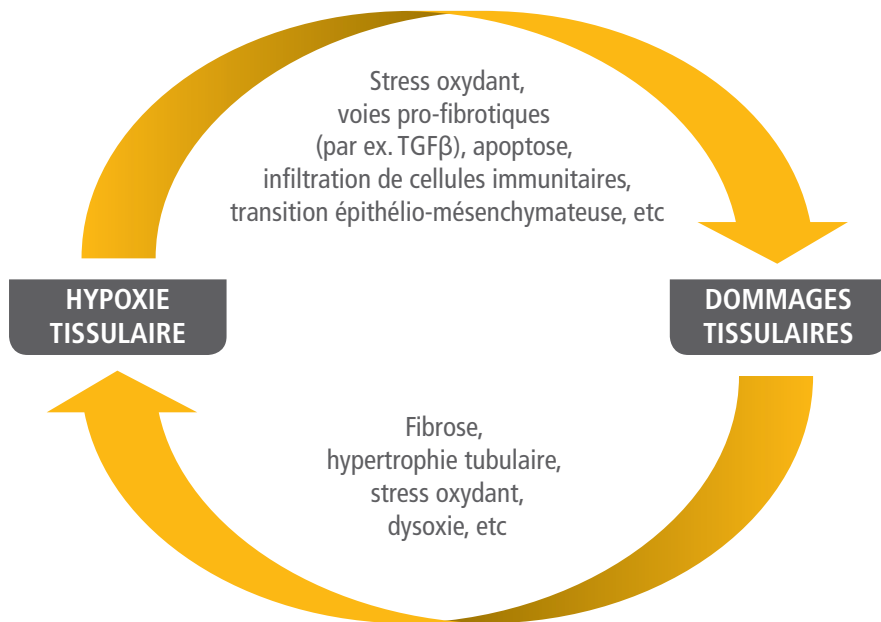 Stress oxydant,
voies pro-fibrotiques
(par ex. TGFβ), apoptose,
infiltration de cellules immunitaires,
transition épithélio-mésenchymateuse, etc
HYPOXIE
TISSULAIRE
DOMMAGES
TISSULAIRES
Fibrose,
hypertrophie tubulaire,
stress oxydant,
dysoxie, etc